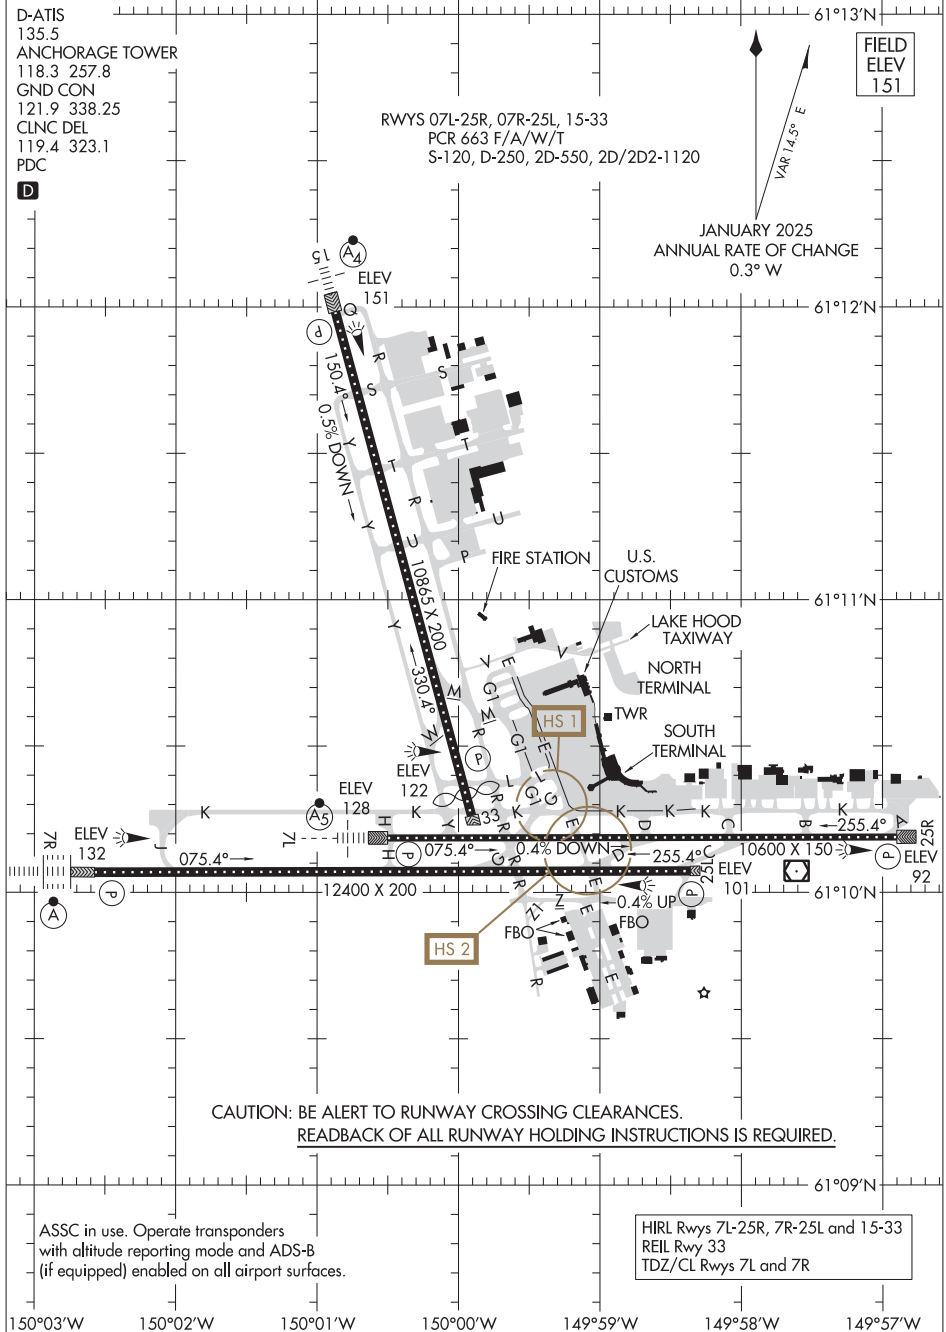 D-ATIS
135.5
ANCHORAGE TOWER
118.3 257.8
GND CON
121.9 338.25
CLNC DEL
119.4 323.1
PDC
D
RWYS 07L-25R, 07R-25L, 15-33
PCR 663 F/A/W/T
S-120, D-250, 2D-550, 2D/2D2-1120
61°13'N
FIELD
ELEV
151
VAR 14.5° E
JANUARY 2025
ANNUAL RATE OF CHANGE
0.3° W
15
A4
ELEV
151
61°12'N
Q
P
R
150.4°
S
S
0.5% DOWN
Y
T
T
R
Y
U
U
P
10865 X 200
FIRE STATION
U.S.
CUSTOMS
61°11'N
LAKE HOOD
TAXIWAY
Y
V
E
V
330.4°
M
G1
M
R
NORTH
TERMINAL
TWR
HS 1
M
G1
E
SOUTH
TERMINAL
P
ELEV
122
L
L
G1
G
A5
ELEV
128
K
H
Y
33
R
K
K
K
K
K
A
7R
ELEV
132
J
7L
H
E
D
C
B
255.4°
25R
075.4°
P
075.4°
G
R
R
0.4% DOWN
D
255.4°
C
10600 X 150
P
ELEV
92
P
12400 X 200
R
E
25L
ELEV
101
P
61°10'N
A
Z1
Z
E
0.4% UP
FBO
FBO
HS 2
R
E
CAUTION: BE ALERT TO RUNWAY CROSSING CLEARANCES.
READBACK OF ALL RUNWAY HOLDING INSTRUCTIONS IS REQUIRED.
61°09'N
ASSC in use. Operate transponders
with altitude reporting mode and ADS-B
(if equipped) enabled on all airport surfaces.
HIRL Rwys 7L-25R, 7R-25L and 15-33
REIL Rwy 33
TDZ/CL Rwys 7L and 7R
150°03'W
150°02'W
150°01'W
150°00'W
149°59'W
149°58'W
149°57'W